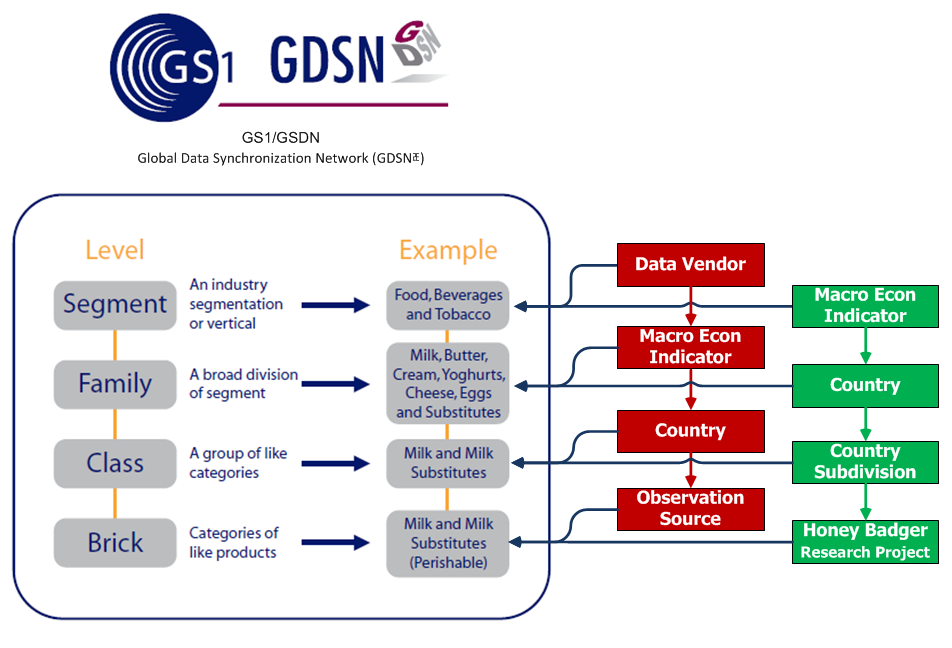 GS1 GDSN
GDSN
GS1/GSDN
Global Data Synchronization Network (GDSN
Level
Example
Segment
An industry
segmentation
or vertical
Food, Beverages
and Tobacco
Family
A broad division
of segment
Milk, Butter,
Cream, Yoghurts,
Cheese, Eggs
and Substitutes
Class
A group of like
categories
Milk and Milk
Substitutes
Brick
Categories of
like products
Milk and Milk
Substitutes
(Perishable)
Data Vendor
Macro Econ
Indicator
Country
Observation
Source
Macro Econ
Indicator
Country
Country
Subdivision
Honey Badger
Research Project